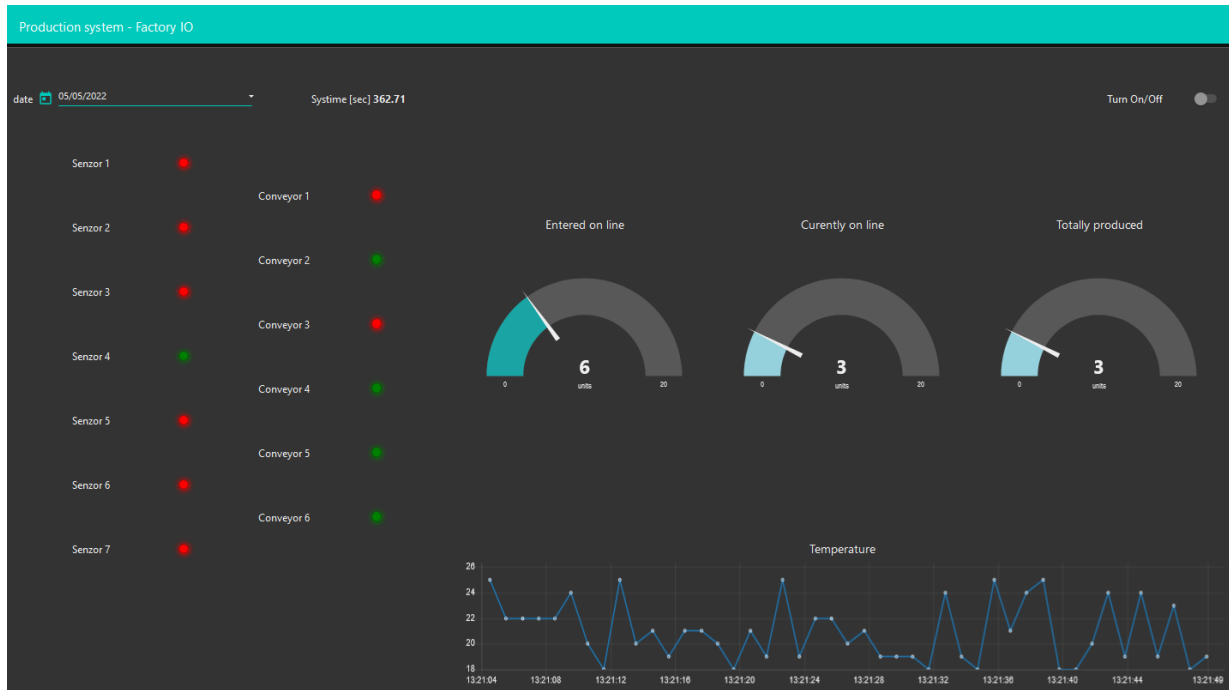 Production system - Factory IO
date 05/05/2022
Systime [sec] 362.71
Turn On/Off
Senzor 1
Conveyor 1
Senzor 2
Conveyor 2
Senzor 3
Conveyor 3
Senzor 4
Conveyor 4
Senzor 5
Conveyor 5
Senzor 6
Conveyor 6
Senzor 7
Entered on line
6
units
0 20
Curently on line
3
units
0 20
Totally produced
3
units
0 20
Temperature
26
24
22
20
18
13:21:04 13:21:08 13:21:12 13:21:16 13:21:20 13:21:24 13:21:28 13:21:32 13:21:36 13:21:40 13:21:44 13:21:49